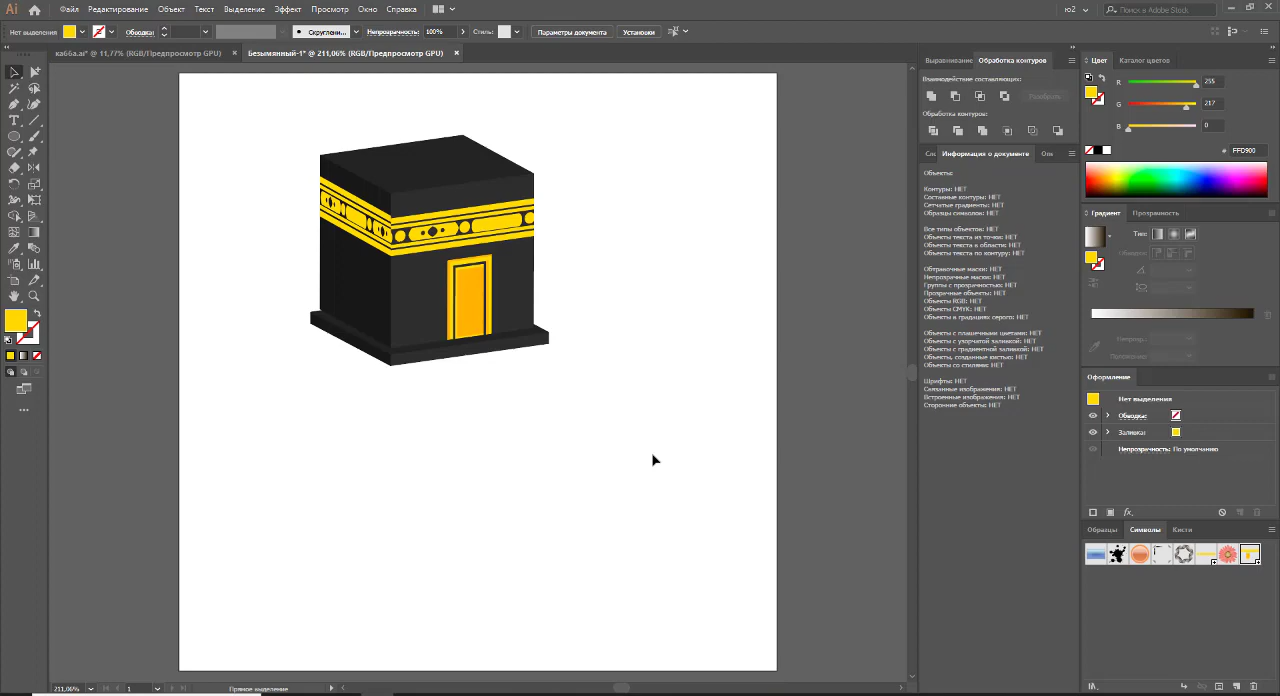 Ai
Файл Редактирование Объект Текст Выделение Эффект Просмотр Окно Справка
ю2
Поиск в Adobe Stock
Нет выделения
Обводка:
Скругленн...
Непрозрачность: 100%
Стиль:
Параметры документа
Установки
кабба.ai* @ 11,77% (RGB/Предпросмотр GPU) ×
Безымянный-1* @ 211,06% (RGB/Предпросмотр GPU) ×
Выравнивание
Обработка контуров
Взаимодействие составляющих:
Разобрать
Обработка контуров:
Информация о документе
Объекты:
Контуры: НЕТ
Составные контуры: НЕТ
Сетчатые градиенты: НЕТ
Образцы символов: НЕТ
Все типы объектов: НЕТ
Объекты текста из точки: НЕТ
Объекты текста в области: НЕТ
Объекты текста по контуру: НЕТ
Обтравочные маски: НЕТ
Непрозрачные маски: НЕТ
Группы с прозрачностью: НЕТ
Прозрачные объекты: НЕТ
Объекты RGB: НЕТ
Объекты CMYK: НЕТ
Объекты в градациях серого: НЕТ
Объекты с плашечными цветами: НЕТ
Объекты с узорчатой заливкой: НЕТ
Объекты с градиентной заливкой: НЕТ
Объекты, созданные кистью: НЕТ
Объекты со стилями: НЕТ
Шрифты: НЕТ
Связанные изображения: НЕТ
Встроенные изображения: НЕТ
Сторонние объекты: НЕТ
Цвет
Каталог цветов
R 255
G 217
B 0
# FFD900
Градиент
Прозрачность
Тип:
Обводка:
Непрозр.:
Положение:
Оформление
Нет выделения
Обводка:
Заливка:
Непрозрачность: По умолчанию
fx
Образцы Символы Кисти
211,06%
1
Прямое выделение